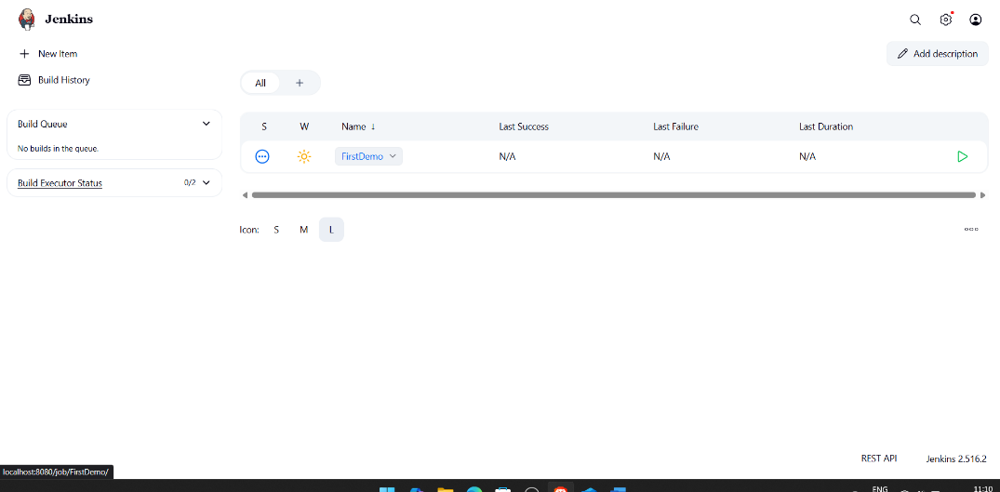 Jenkins
New Item
Add description
Build History
All
Build Queue
No builds in the queue.
Build Executor Status 0/2
S W Name ↓ Last Success Last Failure Last Duration
FirstDemo N/A N/A N/A
Icon: S M L
REST API Jenkins 2.516.2
localhost:8080/job/FirstDemo/
ENG 11:10